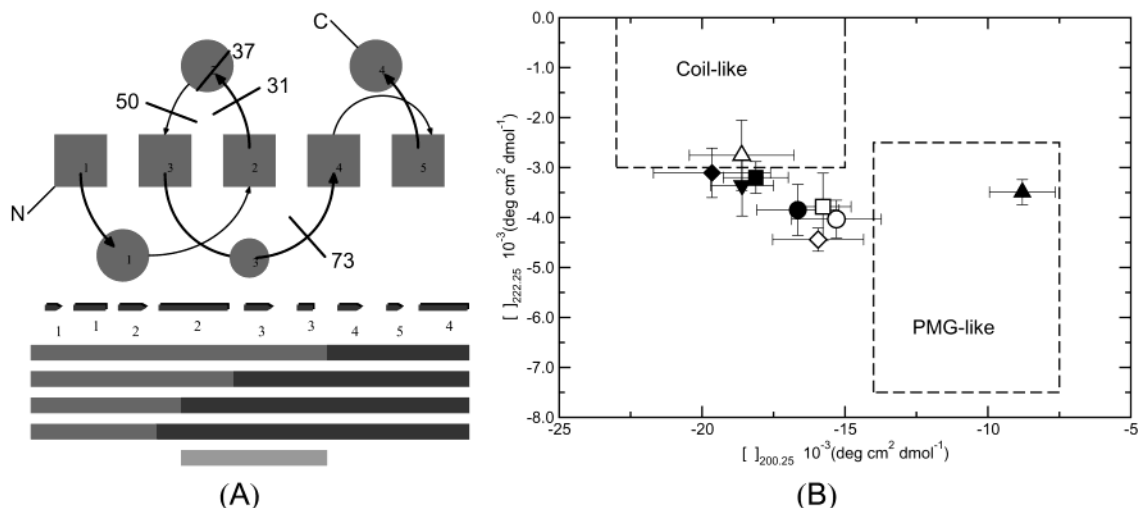 C
37
4
31
50
1 3 2 4 5
N
1 3
73
1 1 2 2 3 3 4 5 4
(A)
0.0
-1.0
-2.0
-3.0
-4.0
-5.0
-6.0
-7.0
-8.0
[ ]222.25 10-3(deg cm2 dmol-1)
Coil-like
PMG-like
-25 -20 -15 -10 -5
[ ]200.25 10-3(deg cm2 dmol-1)
(B)